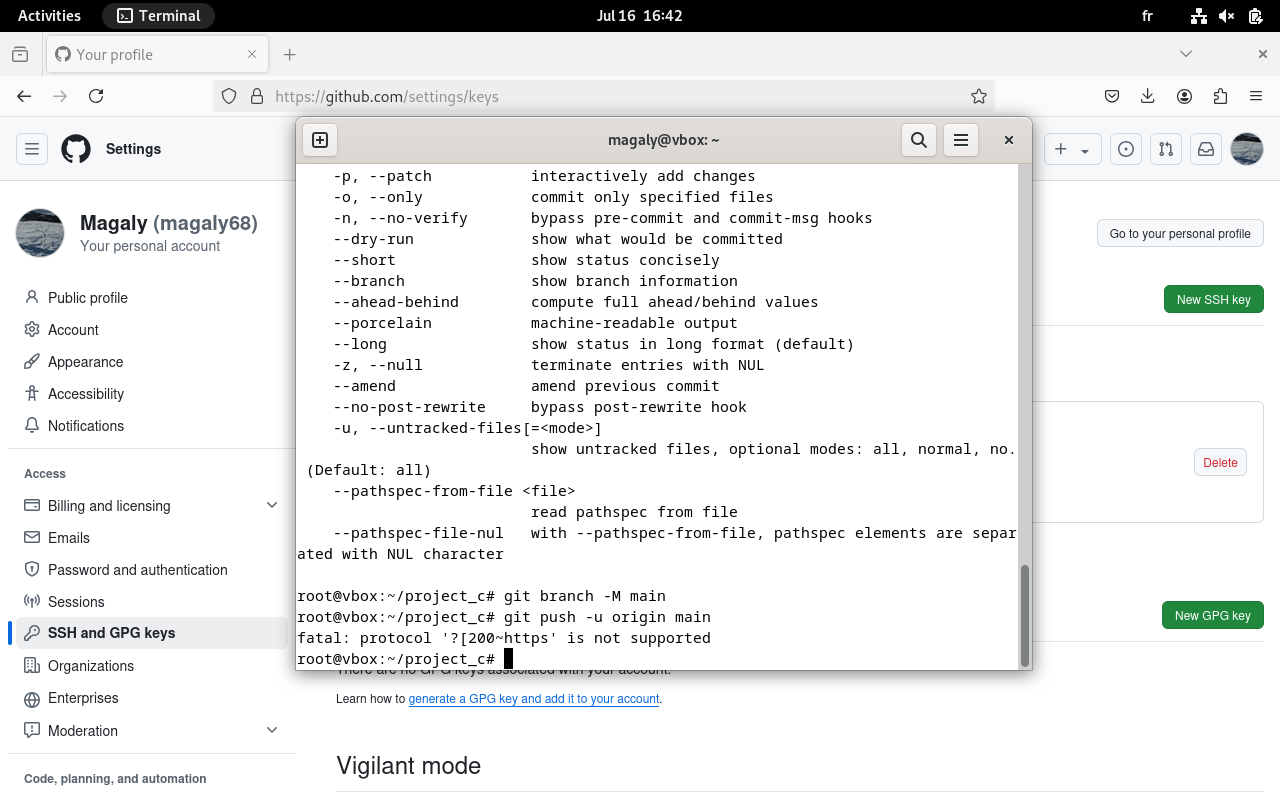 Activities
Terminal
Jul 16 16:42
fr
Your profile
https://github.com/settings/keys
magaly@vbox: ~
Settings
Magaly (magaly68)
Your personal account
Go to your personal profile
Public profile
Account
Appearance
Accessibility
Notifications
Access
Billing and licensing
Emails
Password and authentication
Sessions
SSH and GPG keys
Organizations
Enterprises
Moderation
Code, planning, and automation
-p, --patch interactively add changes
-o, --only commit only specified files
-n, --no-verify bypass pre-commit and commit-msg hooks
--dry-run show what would be committed
--short show status concisely
--branch show branch information
--ahead-behind compute full ahead/behind values
--porcelain machine-readable output
--long show status in long format (default)
-z, --null terminate entries with NUL
--amend amend previous commit
--no-post-rewrite bypass post-rewrite hook
-u, --untracked-files[=<mode>]
show untracked files, optional modes: all, normal, no.
(Default: all)
--pathspec-from-file <file>
read pathspec from file
--pathspec-file-nul with --pathspec-from-file, pathspec elements are separ
ated with NUL character
root@vbox:~/project_c# git branch -M main
root@vbox:~/project_c# git push -u origin main
fatal: protocol '?[200~https' is not supported
root@vbox:~/project_c#
New SSH key
Delete
New GPG key
There are no GPG keys associated with your account.
Learn how to generate a GPG key and add it to your account.
Vigilant mode